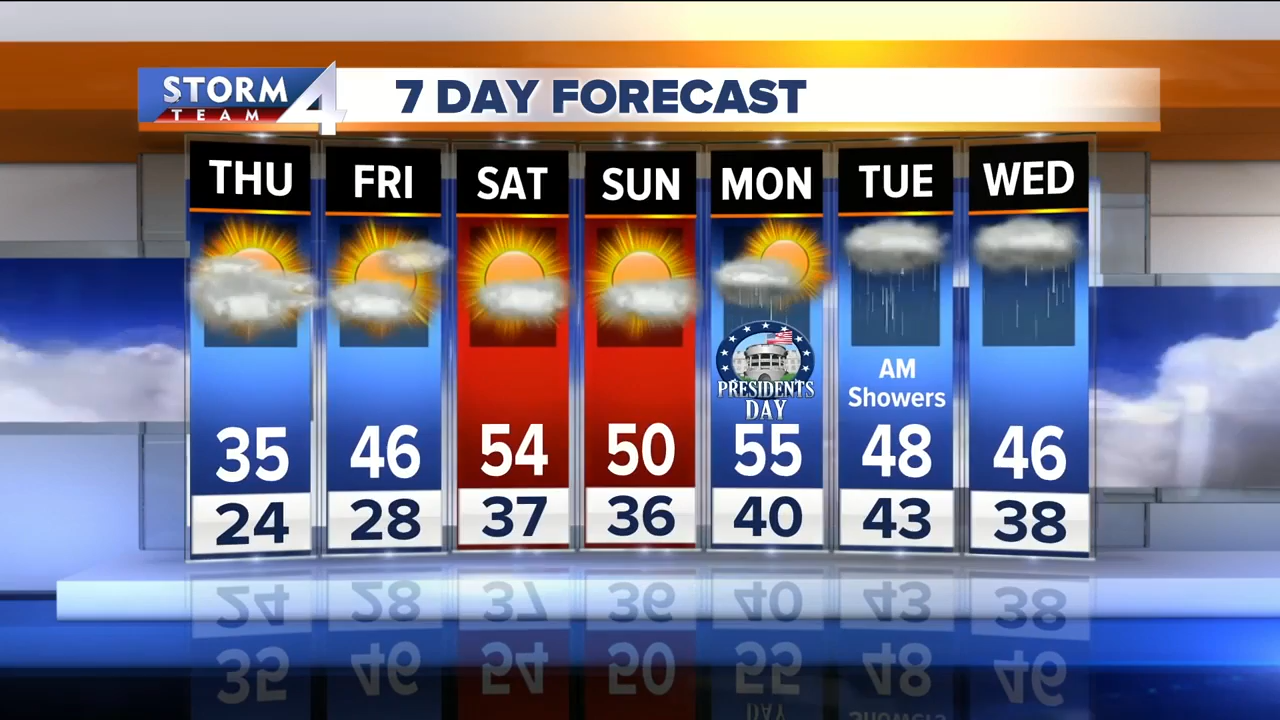 STORM 4
TEAM
7 DAY FORECAST
THU FRI SAT SUN MON TUE WED
PRESIDENTS
DAY
AM
Showers
35 46 54 50 55 48 46
24 28 37 36 40 43 38